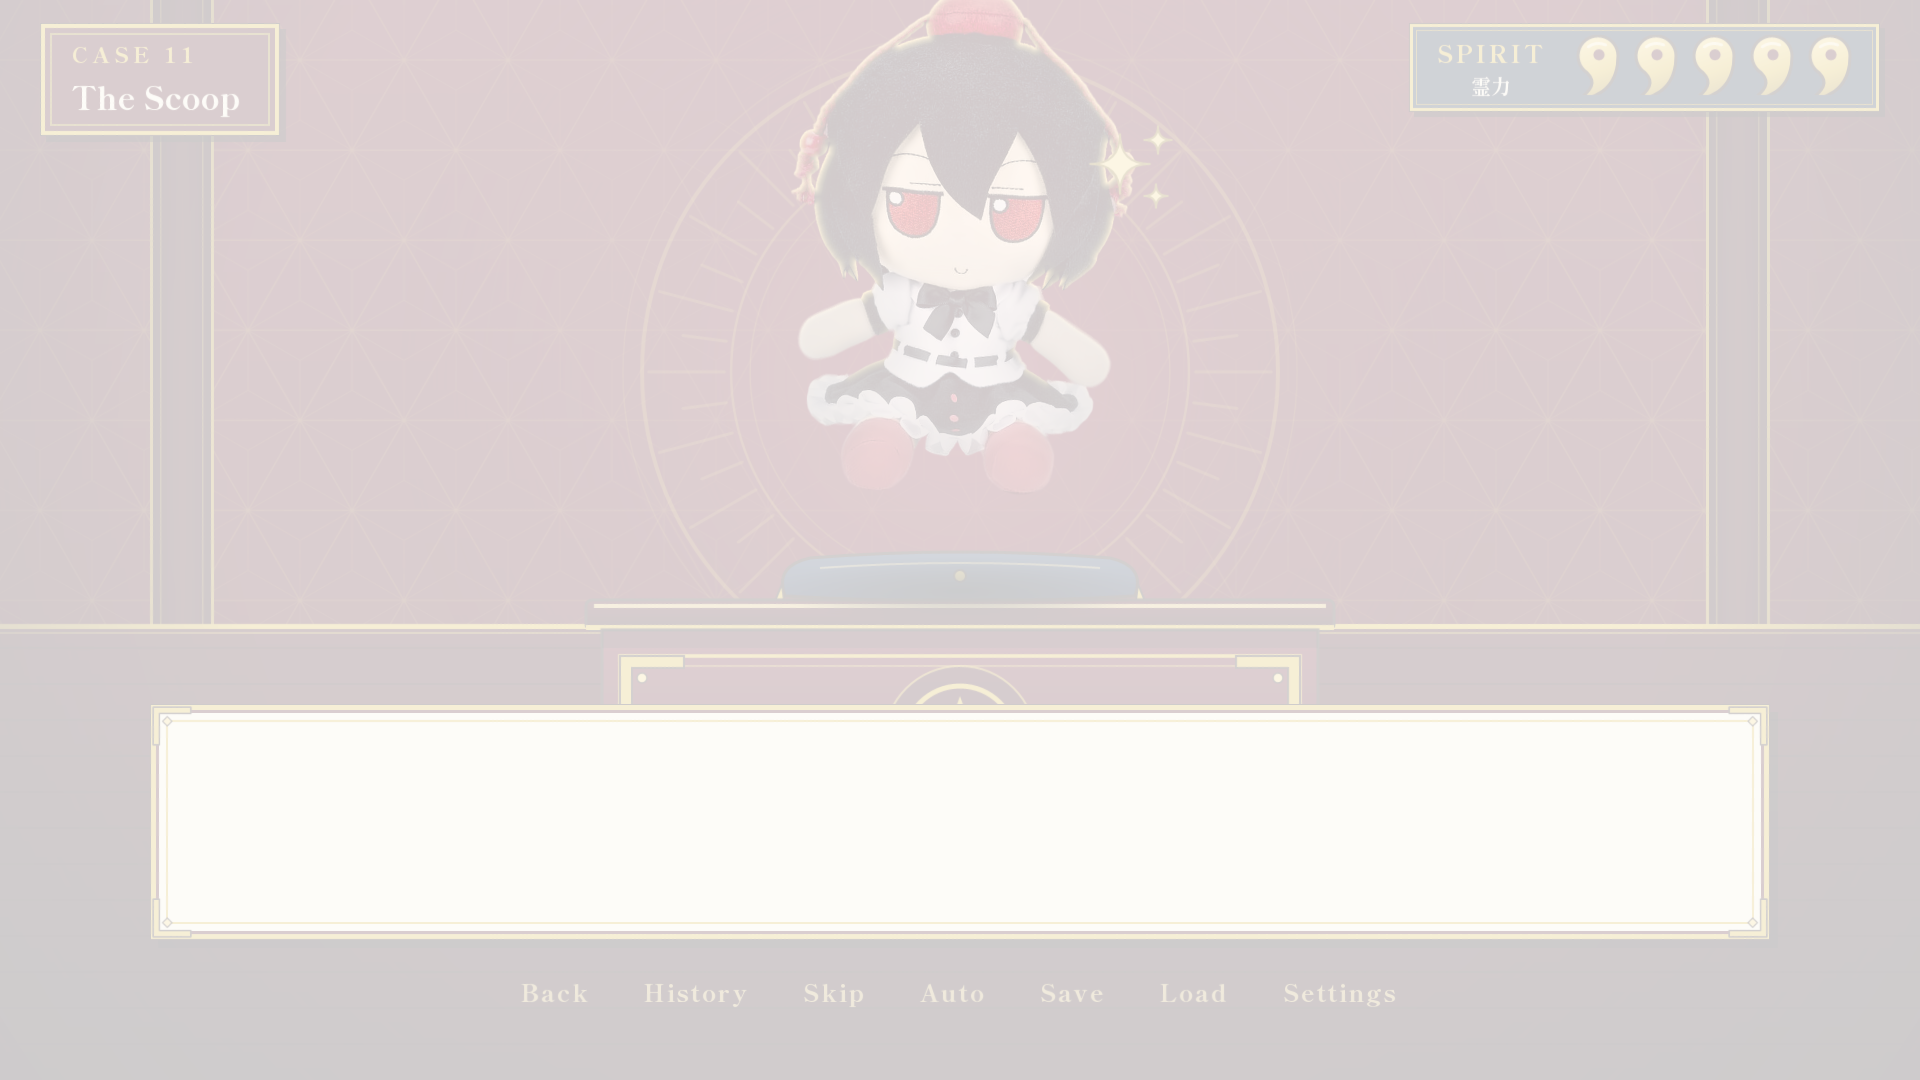 CASE 11
The Scoop
SPIRIT
霊力
Back
History
Skip
Auto
Save
Load
Settings